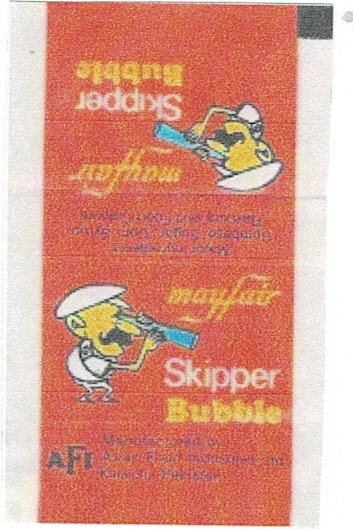 mayfair
Skipper
Bubble
Major Ingredients
Gumbase Sugar, Corn Syrup
Flavours and Food Colours
mayfair
Skipper
Bubble
AFI
Manufactured by
Asian Food Industries Ltd
Karachi-Pakistan